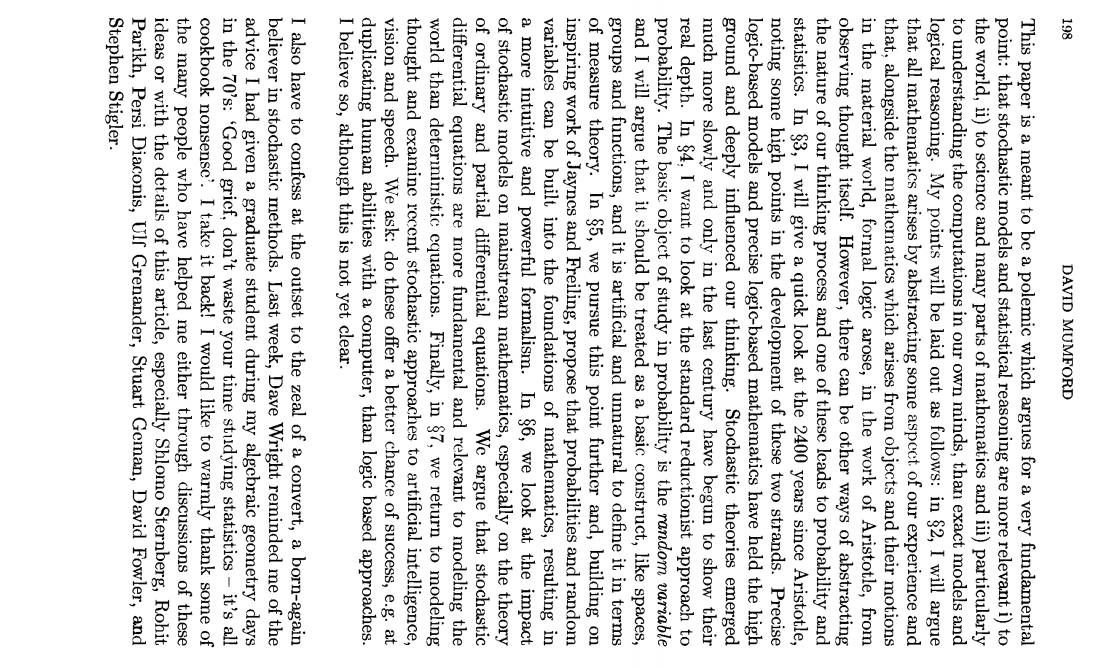 198
DAVID MUMFORD
This paper is a meant to be a polemic which argues for a very fundamental
point: that stochastic models and statistical reasoning are more relevant i) to
the world, ii) to science and many parts of mathematics and iii) particularly
to understanding the computations in our own minds, than exact models and
logical reasoning. My points will be laid out as follows: in §2, I will argue
that all mathematics arises by abstracting some aspect of our experience and
that, alongside the mathematics which arises from objects and their motions
in the material world, formal logic arose, in the work of Aristotle, from
observing thought itself. However, there can be other ways of abstracting
the nature of our thinking process and one of these leads to probability and
statistics. In §3, I will give a quick look at the 2400 years since Aristotle,
noting some high points in the development of these two strands. Precise
logic-based models and precise logic-based mathematics have held the high
ground and deeply influenced our thinking. Stochastic theories emerged
much more slowly and only in the last century have begun to show their
real depth. In §4, I want to look at the standard reductionist approach to
probability. The basic object of study in probability is the random variable
and I will argue that it should be treated as a basic construct, like spaces,
groups and functions, and it is artificial and unnatural to define it in terms
of measure theory. In §5, we pursue this point further and, building on
inspiring work of Jaynes and Freiling, propose that probabilities and random
variables can be built into the foundations of mathematics, resulting in
a more intuitive and powerful formalism. In §6, we look at the impact
of stochastic models on mainstream mathematics, especially on the theory
of ordinary and partial differential equations. We argue that stochastic
differential equations are more fundamental and relevant to modeling the
world than deterministic equations. Finally, in §7, we return to modeling
thought and examine recent stochastic approaches to artificial intelligence,
vision and speech. We ask: do these offer a better chance of success, e.g. at
duplicating human abilities with a computer, than logic based approaches.
I believe so, although this is not yet clear.
I also have to confess at the outset to the zeal of a convert, a born-again
believer in stochastic methods. Last week, Dave Wright reminded me of the
advice I had given a graduate student during my algebraic geometry days
in the 70's: 'Good grief, don't waste your time studying statistics – it's all
cookbook nonsense'. I take it back! I would like to warmly thank some of
the many people who have helped me either through discussions of these
ideas or with the details of this article, especially Shlomo Sternberg, Rohit
Parikh, Persi Diaconis, Ulf Grenander, Stuart Geman, David Fowler, and
Stephen Stigler.